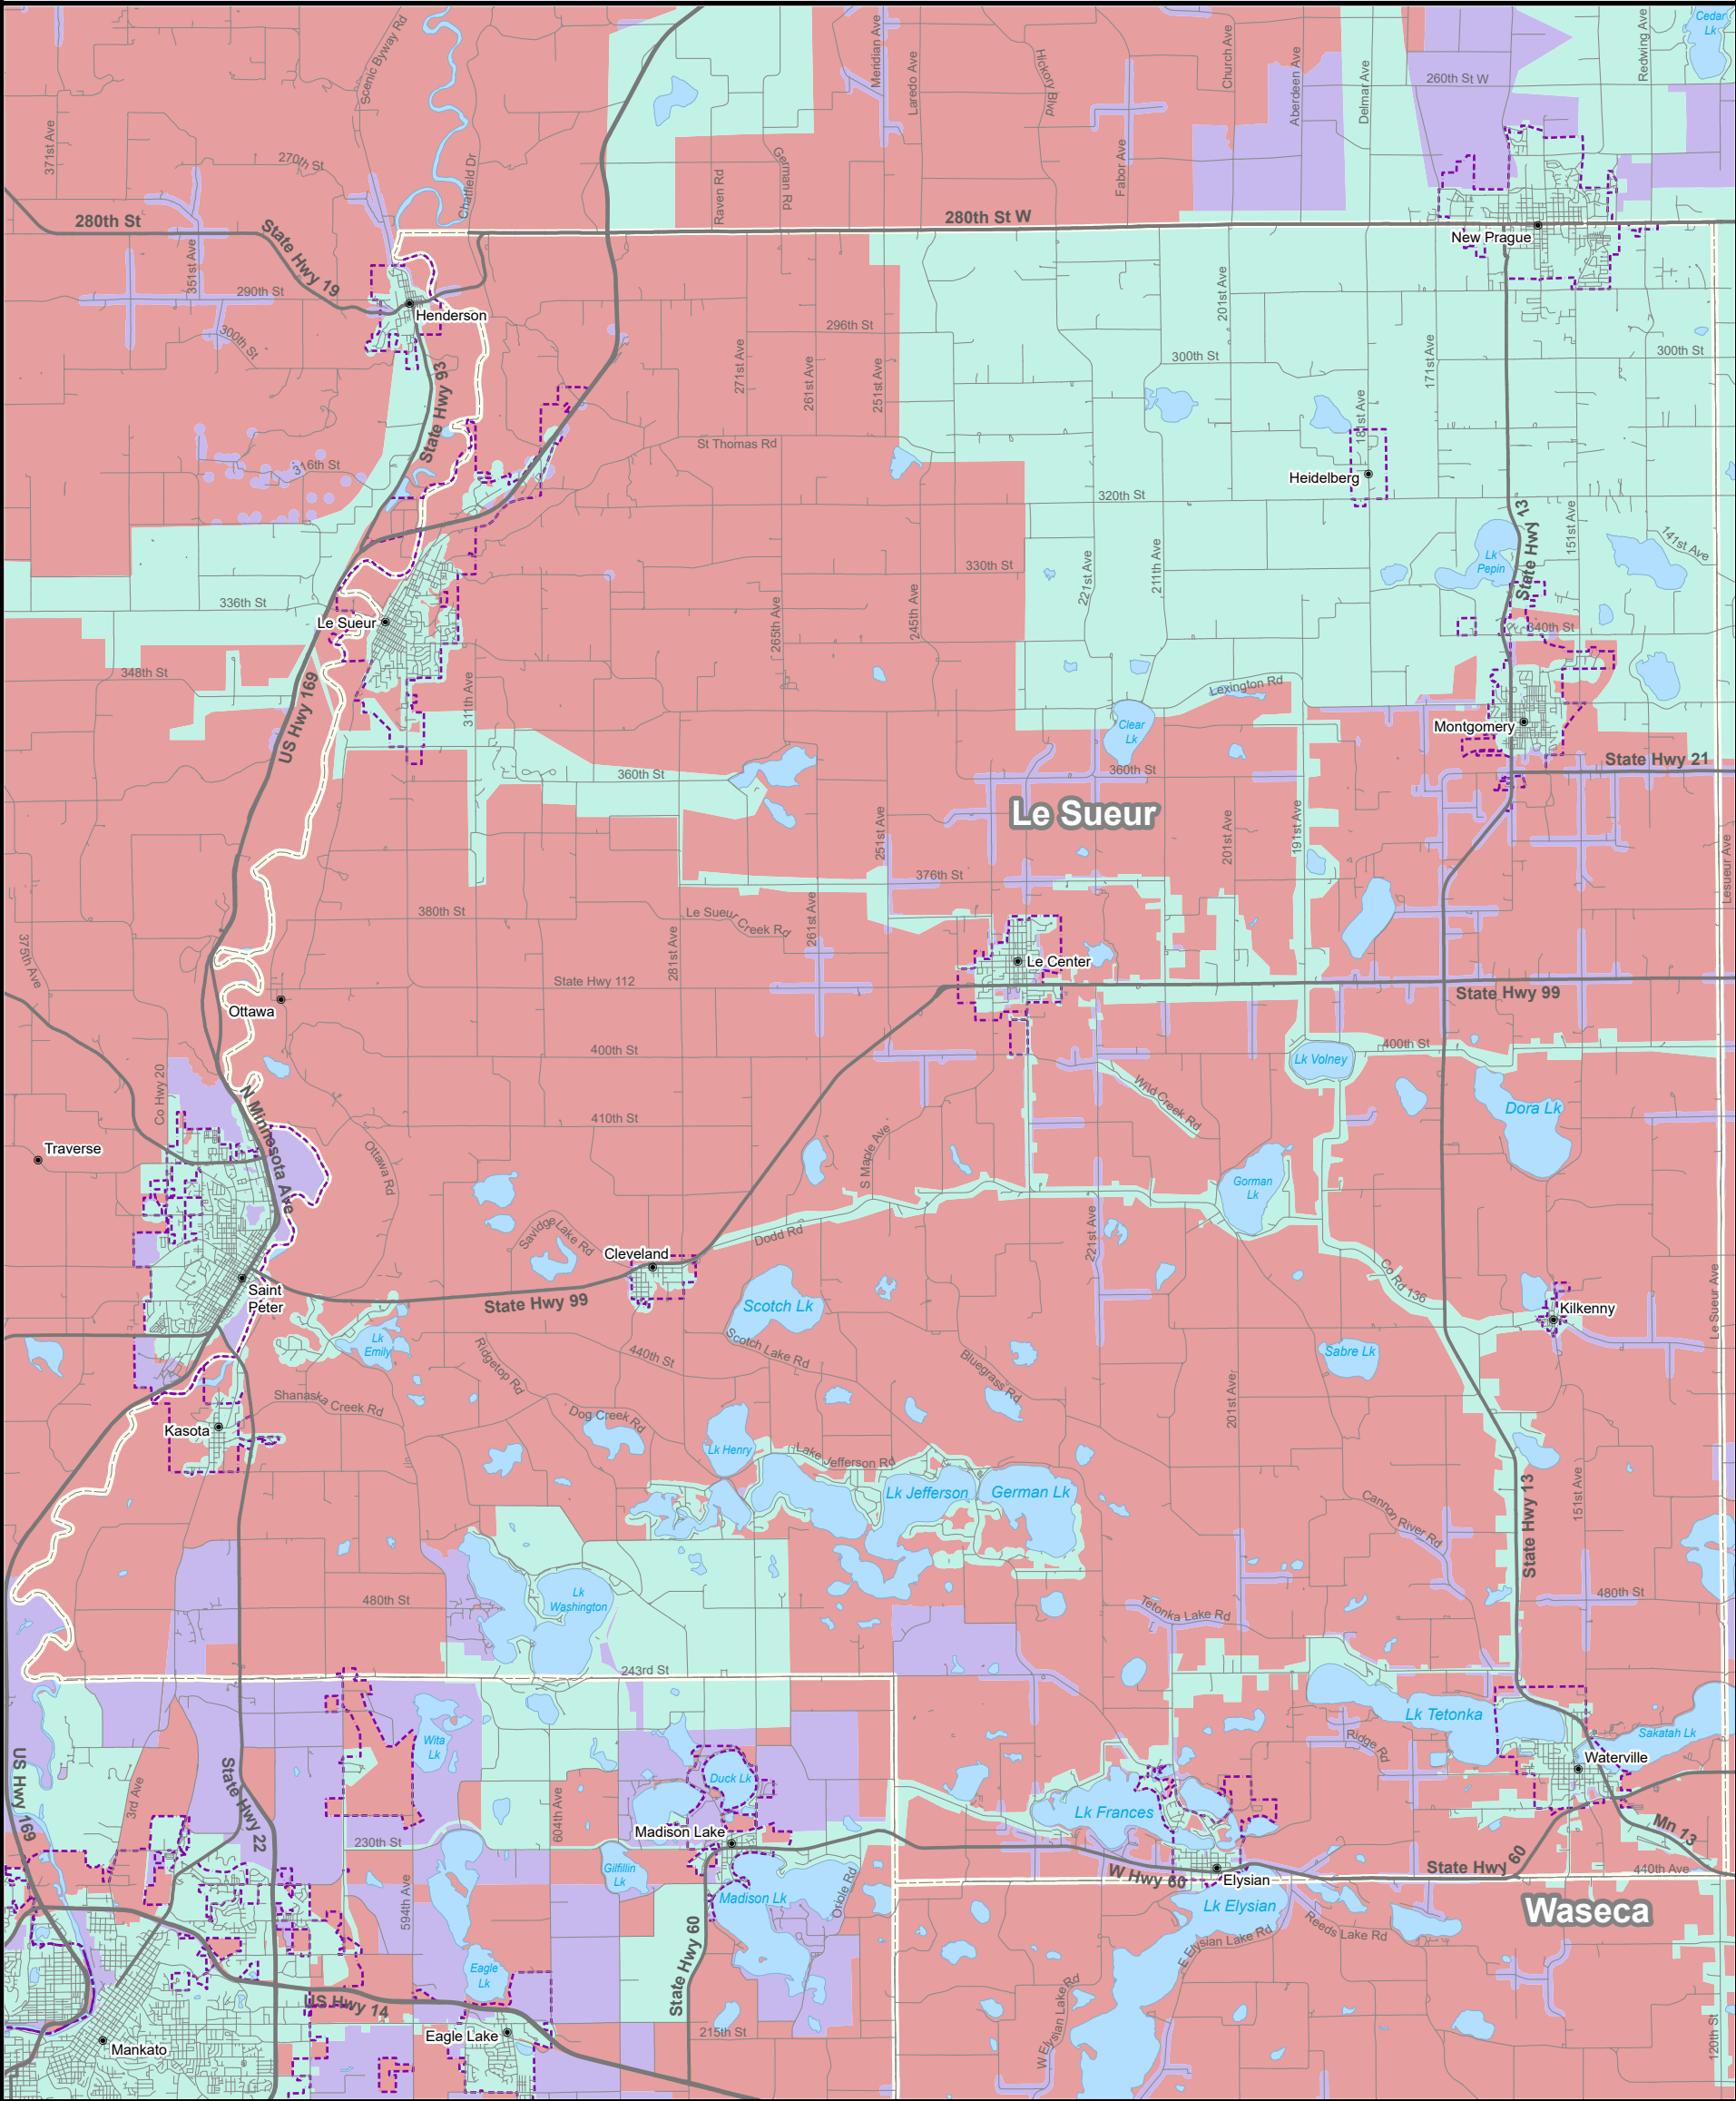 Cedar
Lk
Scenic Byway Rd
Meridian Ave
Laredo Ave
Hickory Blvd
Church Ave
Aberdeen Ave
Delmar Ave
260th St W
Redwing Ave
371st Ave
270th St
Chatfield Dr
Raven Rd
German Rd
Fabor Ave
280th St
State Hwy 19
280th St W
New Prague
351st Ave
290th St
Henderson
300th St
296th St
201st Ave
300th St
171st Ave
300th St
State Hwy 93
271st Ave
261st Ave
251st Ave
181st Ave
St Thomas Rd
316th St
Heidelberg
320th St
State Hwy 13
151st Ave
141st Ave
Lk
Pepin
330th St
221st Ave
211th Ave
336th St
Le Sueur
265th Ave
245th Ave
340th St
348th St
US Hwy 169
311th Ave
Lexington Rd
Clear
Lk
Montgomery
360th St
360th St
State Hwy 21
Le Sueur
251st Ave
201st Ave
191st Ave
Lesueur Ave
376th St
380th St
Le Sueur Creek Rd
261st Ave
375th Ave
281st Ave
Le Center
State Hwy 112
State Hwy 99
Ottawa
400th St
Lk Volney
400th St
Co Hwy 20
N Minnesota Ave
Wild Creek Rd
Dora Lk
410th St
Traverse
Ottawa Rd
S Maple Ave
Gorman
Lk
Savidge Lake Rd
Dodd Rd
221st Ave
Cleveland
Co Rd 136
Saint
Peter
State Hwy 99
Scotch Lk
Kilkenny
Le Sueur Ave
Lk
Emily
Ridgetop Rd
440th St
Scotch Lake Rd
Bluegrass Rd
Sabre Lk
Shanaska Creek Rd
Dog Creek Rd
201st Ave
Kasota
Lk Henry
Lake Jefferson Rd
Lk Jefferson
German Lk
Cannon River Rd
State Hwy 13
151st Ave
Lk
Washington
480th St
480th St
Tetonka Lake Rd
243rd St
Lk Tetonka
Sakatah Lk
Wita
Lk
Ridge Rd
Waterville
US Hwy 169
3rd Ave
State Hwy 22
Duck Lk
604th Ave
Lk Frances
Madison Lake
230th St
Mn 13
Gilfillin
Lk
W Hwy 60
Elysian
State Hwy 60
440th Ave
594th Ave
Madison Lk
Oriole Rd
Lk Elysian
Waseca
State Hwy 60
E Elysian Lake Rd
Reeds Lake Rd
Eagle
Lk
US Hwy 14
W Elysian Lake Rd
Eagle Lake
215th St
120th St
Mankato